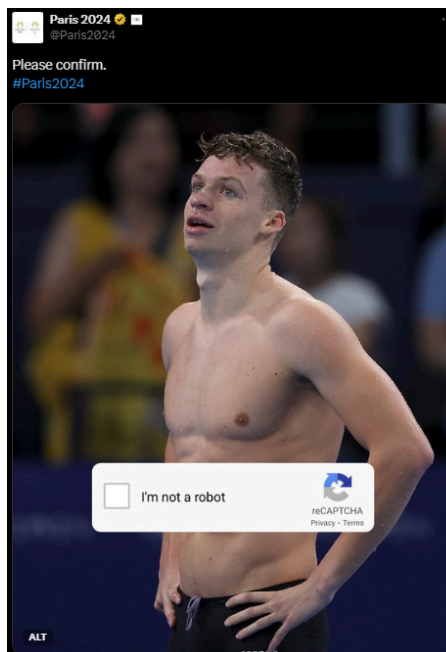 Paris 2024
@Paris2024
Please confirm.
#Paris2024
I'm not a robot
reCAPTCHA
Privacy - Terms
ALT